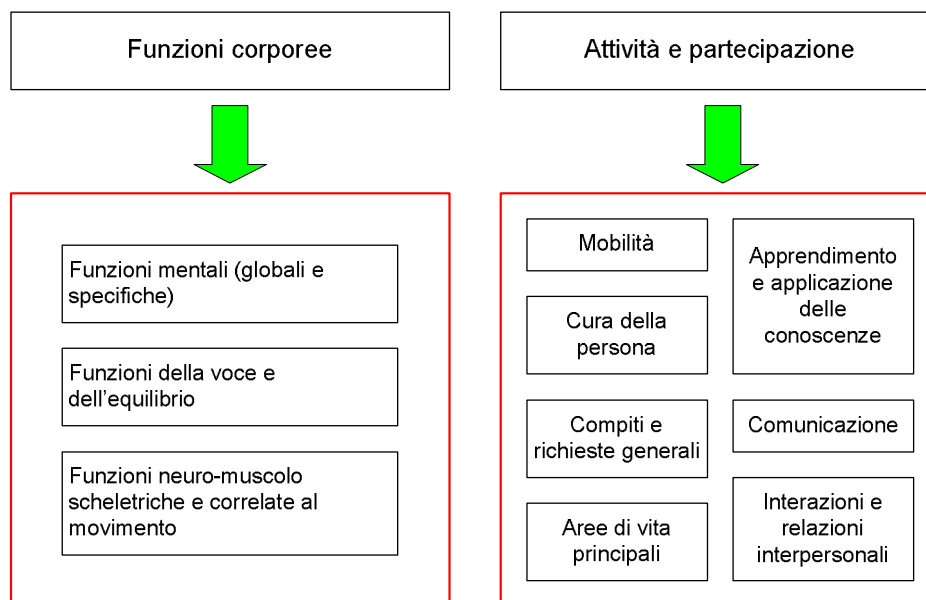 Funzioni corporee
Funzioni mentali (globali e
specifiche)
Funzioni della voce e
dell'equilibrio
Funzioni neuro-muscolo
scheletriche e correlate al
movimento
Attività e partecipazione
Mobilità
Cura della
persona
Compiti e
richieste generali
Aree di vita
principali
Apprendimento
e applicazione
delle
conoscenze
Comunicazione
Interazioni e
relazioni
interpersonali